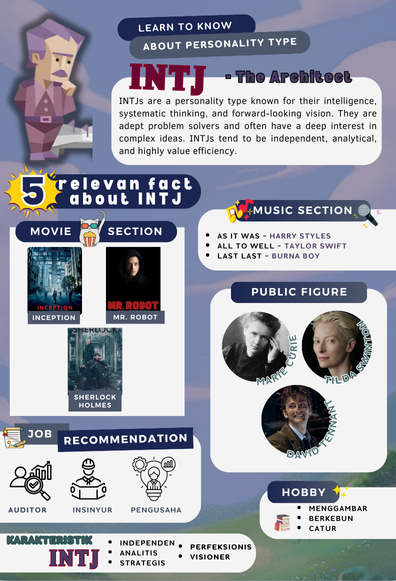 LEARN TO KNOW
ABOUT PERSONALITY TYPE
INTJ - The Architect
INTJs are a personality type known for their intelligence,
systematic thinking, and forward-looking vision. They are
adept problem solvers and often have a deep interest in
complex ideas. INTJs tend to be independent, analytical,
and highly value efficiency.
5 relevan fact
about INTJ
MOVIE SECTION
INCEPTION
INCEPTION
MR. ROBOT
MR. ROBOT
SHERLOCK
SHERLOCK
HOLMES
MUSIC SECTION
• AS IT WAS - HARRY STYLES
• ALL TO WELL - TAYLOR SWIFT
• LAST LAST - BURNA BOY
PUBLIC FIGURE
MARIE CURIE
TILDA SWINTON
DAVID TENNANT
JOB RECOMMENDATION
AUDITOR
INSINYUR
PENGUSAHA
HOBBY
• MENGGAMBAR
• BERKEBUN
• CATUR
KARAKTERISTIK
INTJ
• INDEPENDEN
• ANALITIS
• STRATEGIS
• PERFEKSIONIS
• VISIONER